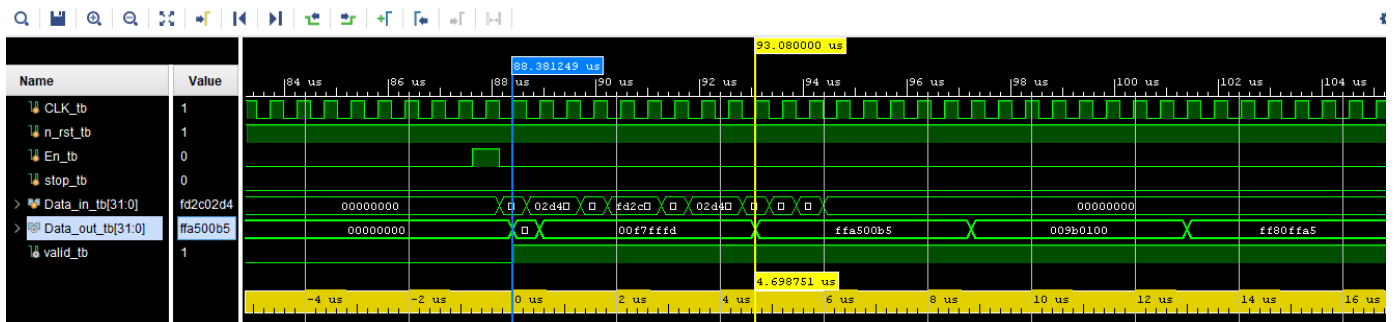 93.080000 us
88.381249 us
Name Value
84 us 86 us 88 us 90 us 92 us 94 us 96 us 98 us 100 us 102 us 104 us
CLK_tb 1
n_rst_tb 1
En_tb 0
stop_tb 0
Data_in_tb[31:0] fd2c02d4 00000000 02d4 fd2c 02d4 00000000
Data_out_tb[31:0] ffa500b5 00000000 00f7fffd ffa500b5 009b0100 ff80ffa5
valid_tb 1
4.698751 us
-4 us -2 us 0 us 2 us 4 us 6 us 8 us 10 us 12 us 14 us 16 us